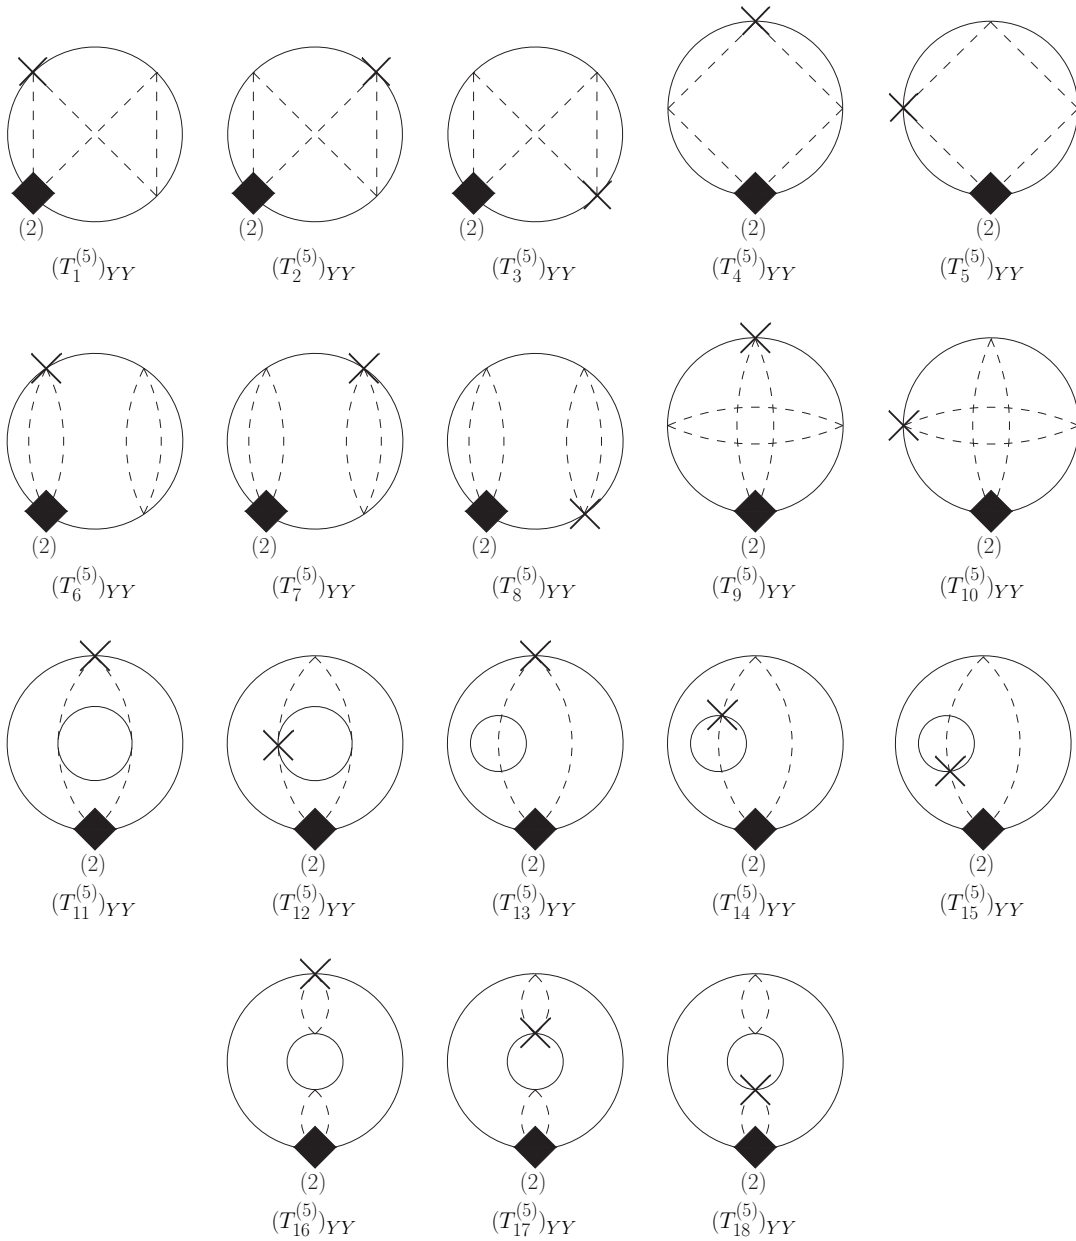 (2) (2) (2) (2) (2)
(T_1^{(5)})_{YY} (T_2^{(5)})_{YY} (T_3^{(5)})_{YY} (T_4^{(5)})_{YY} (T_5^{(5)})_{YY}
(2) (2) (2) (2) (2)
(T_6^{(5)})_{YY} (T_7^{(5)})_{YY} (T_8^{(5)})_{YY} (T_9^{(5)})_{YY} (T_{10}^{(5)})_{YY}
(2) (2) (2) (2) (2)
(T_{11}^{(5)})_{YY} (T_{12}^{(5)})_{YY} (T_{13}^{(5)})_{YY} (T_{14}^{(5)})_{YY} (T_{15}^{(5)})_{YY}
(2) (2) (2)
(T_{16}^{(5)})_{YY} (T_{17}^{(5)})_{YY} (T_{18}^{(5)})_{YY}